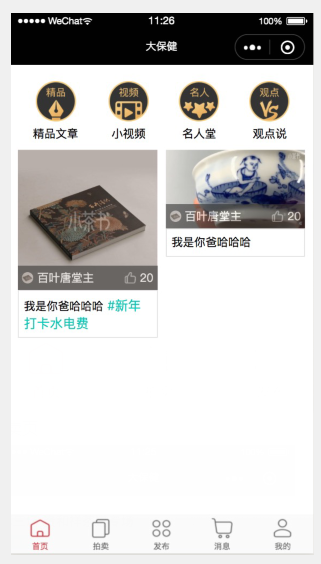 WeChat
11:26
100%
大保健
精品
视频
名人
观点
VS
精品文章
小视频
名人堂
观点说
小茶书
百叶唐堂主
20
我是你爸哈哈哈 #新年
打卡水电费
百叶唐堂主
20
我是你爸哈哈哈哈
首页
拍卖
发布
消息
我的